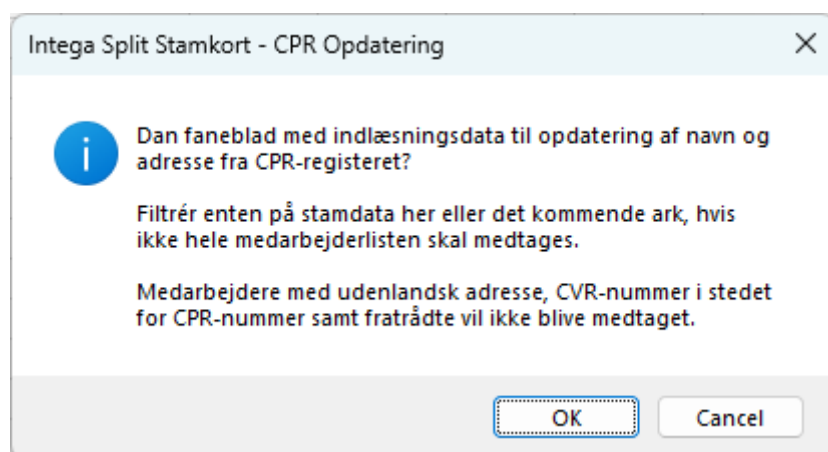 Intega Split Stamkort - CPR Opdatering
Dan faneblad med indlæsningsdata til opdatering af navn og
adresse fra CPR-registeret?
Filtrér enten på stamdata her eller det kommende ark, hvis
ikke hele medarbejderlisten skal medtages.
Medarbejdere med udenlandsk adresse, CVR-nummer i stedet
for CPR-nummer samt fratrådte vil ikke blive medtaget.
OK
Cancel